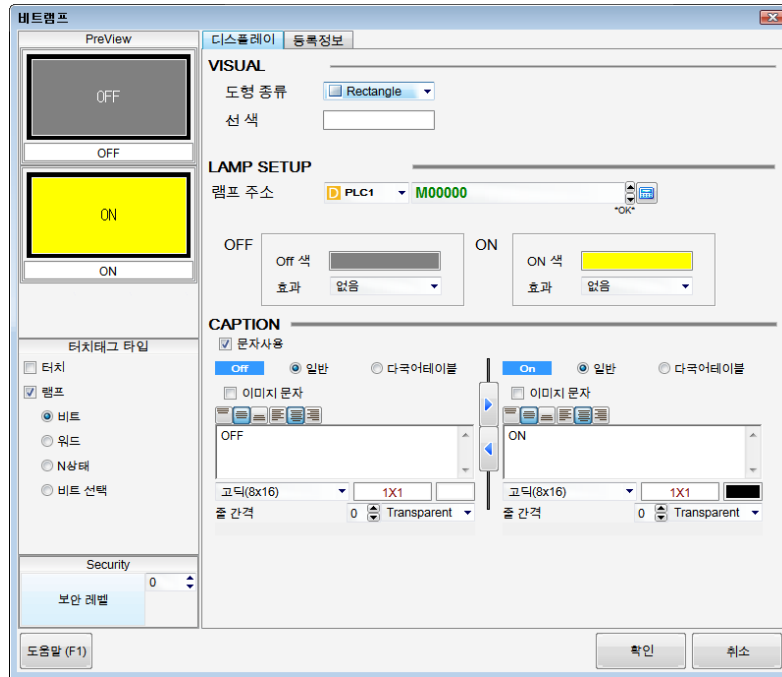 비트램프
PreView
OFF
OFF
ON
ON
터치태그 타입
터치
램프
비트
워드
N상태
비트 선택
Security
보안 레벨
0
도움말 (F1)
디스플레이 등록정보
VISUAL
도형 종류 Rectangle
선 색
LAMP SETUP
램프 주소 D PLC1 M00000
*OK*
OFF
Off 색
효과 없음
ON
ON 색
효과 없음
CAPTION
문자사용
Off 일반 다국어테이블
이미지 문자
OFF
고딕(8x16) 1X1
줄 간격 0 Transparent
On 일반 다국어테이블
이미지 문자
ON
고딕(8x16) 1X1
줄 간격 0 Transparent
확인 취소